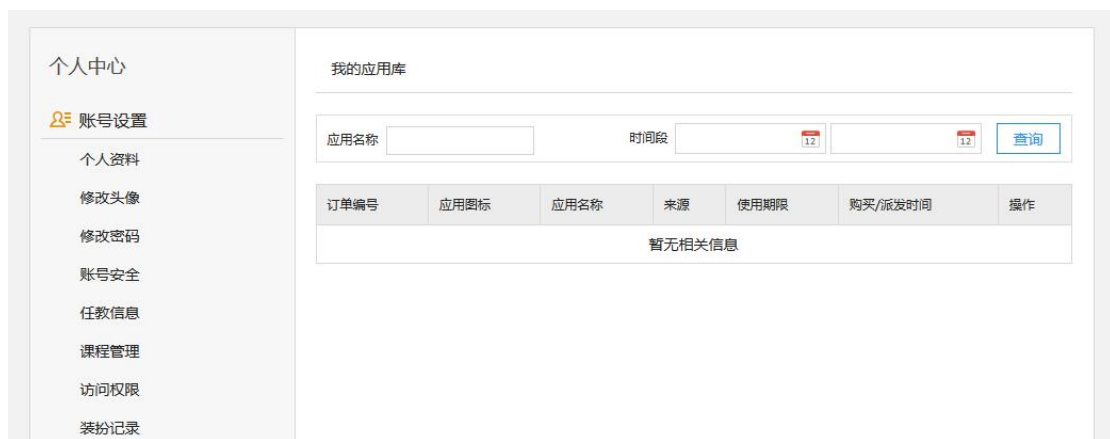 个人中心
账号设置
个人资料
修改头像
修改密码
账号安全
任教信息
课程管理
访问权限
装扮记录
我的应用库
应用名称 时间段 12 12 查询
订单编号 应用图标 应用名称 来源 使用期限 购买/派发时间 操作
暂无相关信息